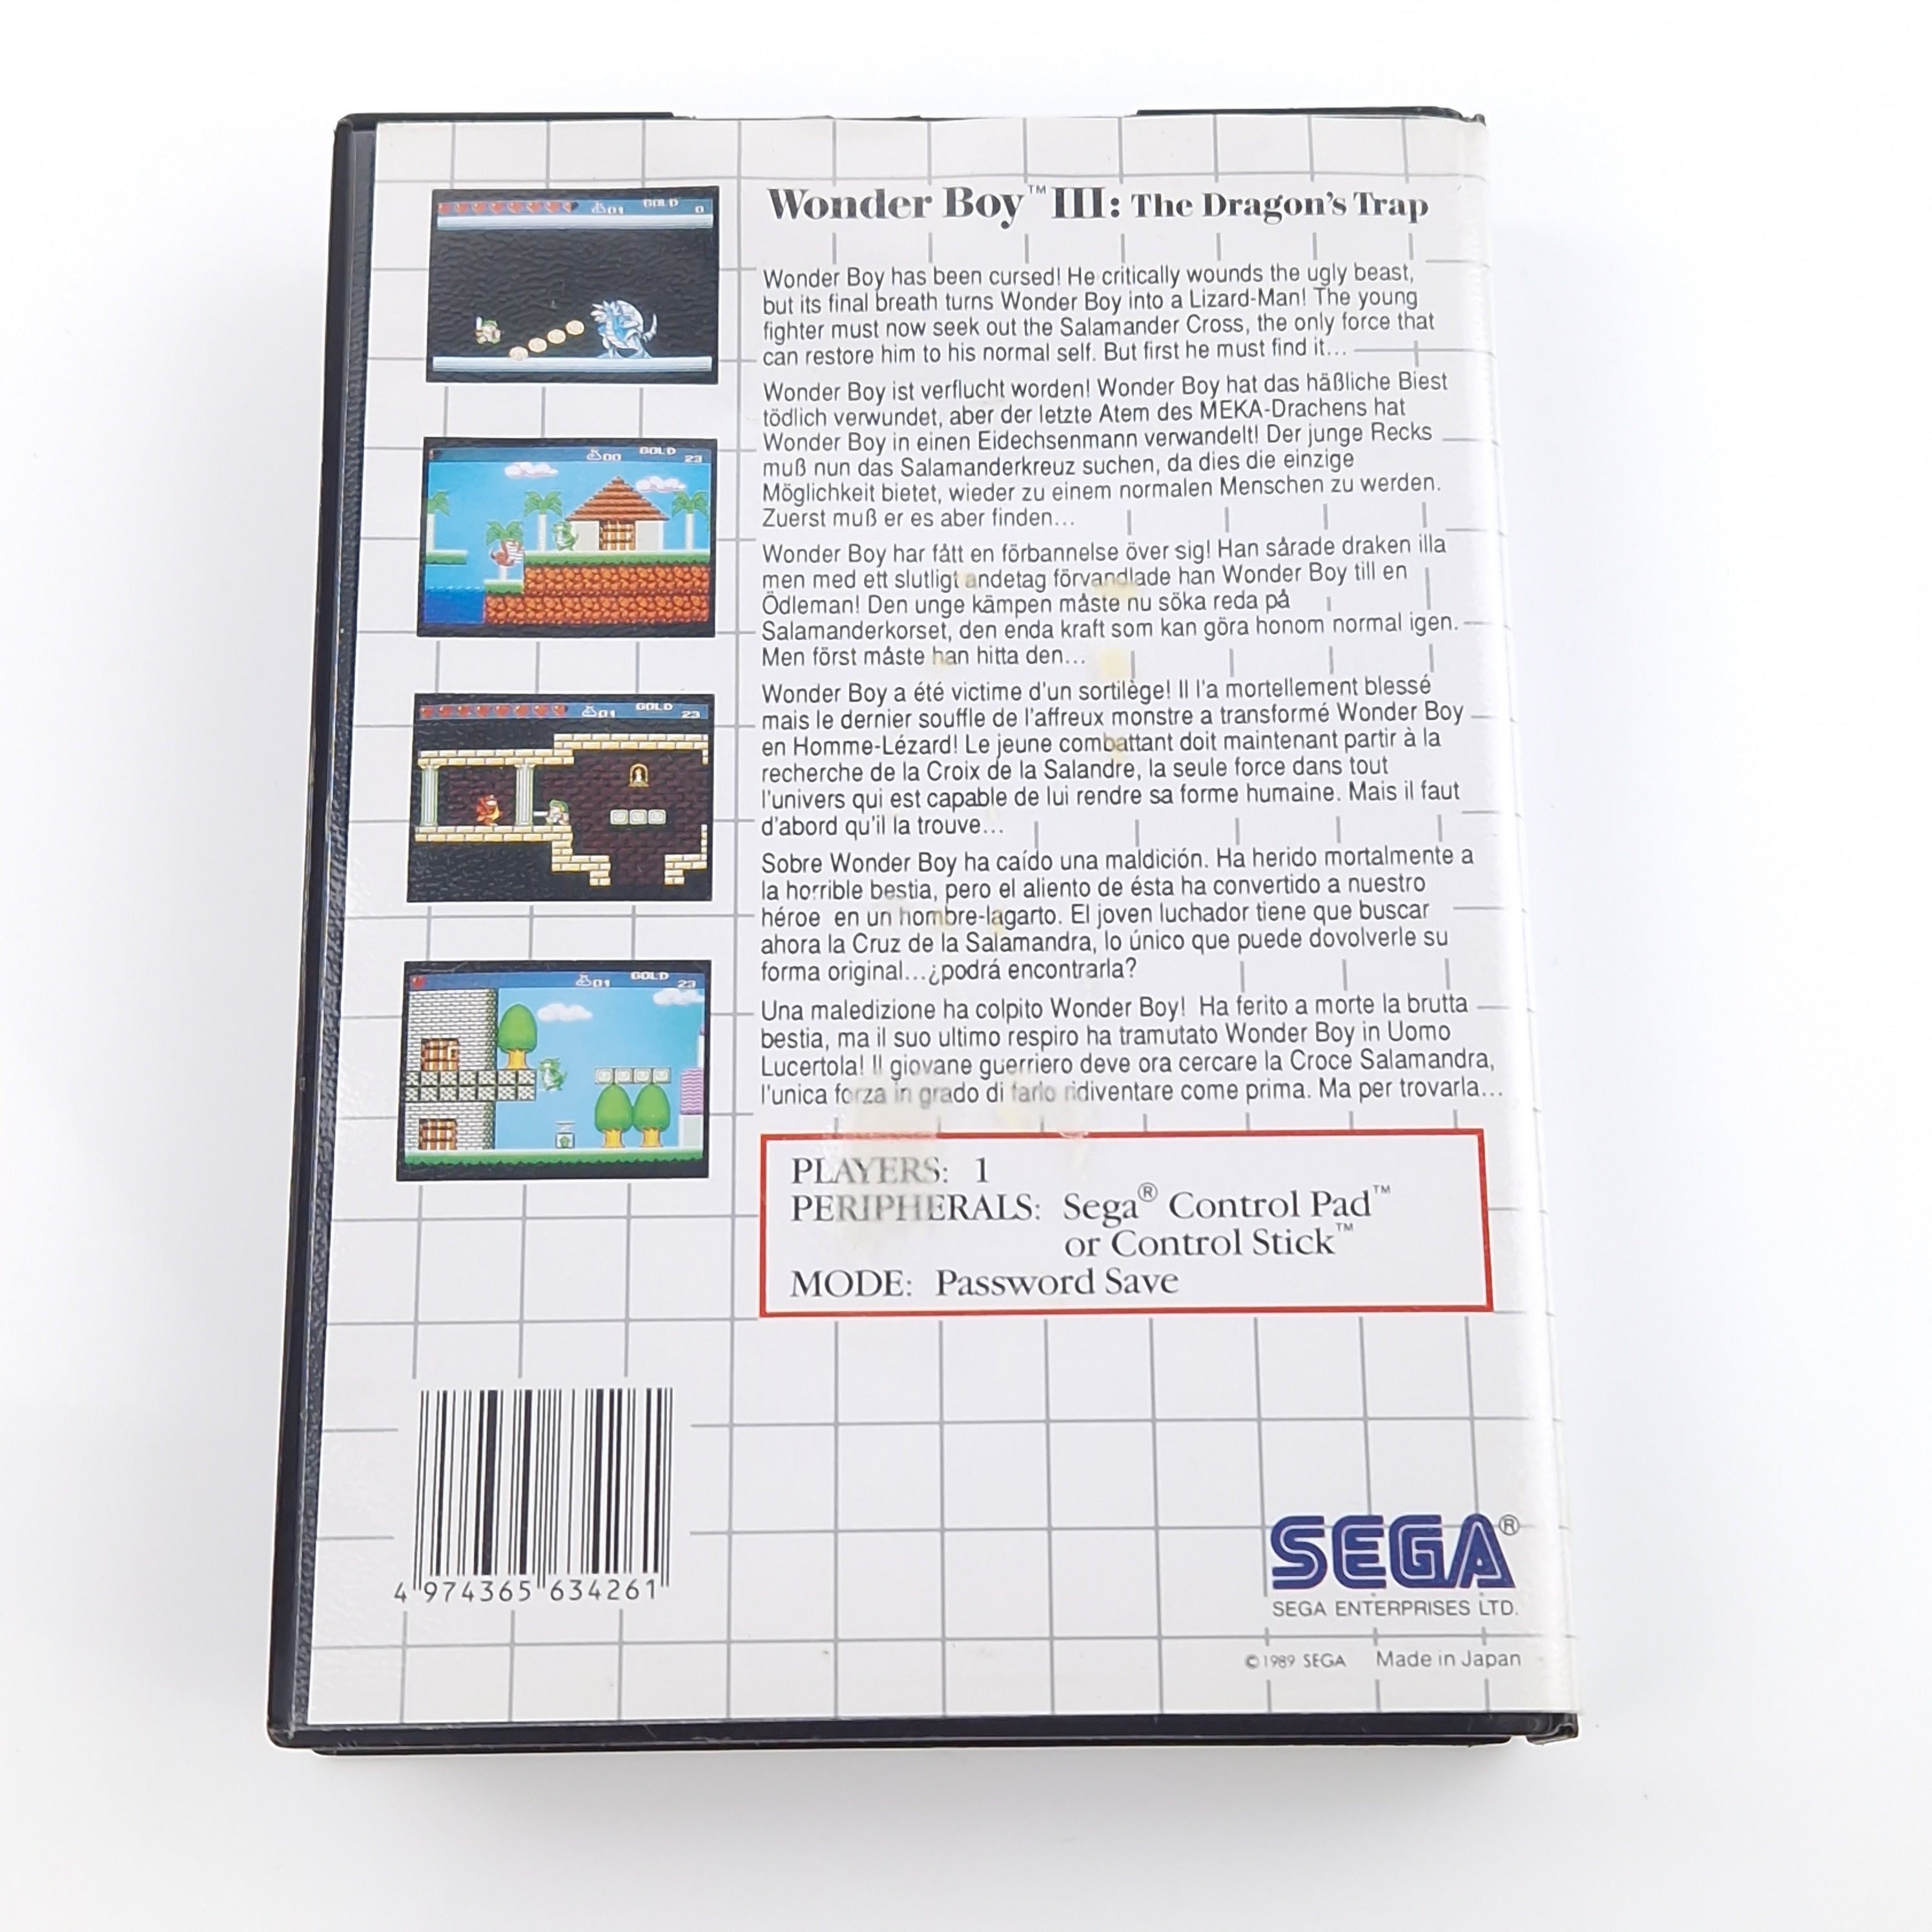 Wonder Boy™ III: The Dragon's Trap
Wonder Boy has been cursed! He critically wounds the ugly beast,
but its final breath turns Wonder Boy into a Lizard-Man! The young
fighter must now seek out the Salamander Cross, the only force that
can restore him to his normal self. But first he must find it...
Wonder Boy ist verflucht worden! Wonder Boy hat das häßliche Biest
tödlich verwundet, aber der letzte Atem des MEKA-Drachens hat
Wonder Boy in einen Eidechsenmann verwandelt! Der junge Recks
muß nun das Salamanderkreuz suchen, da dies die einzige
Möglichkeit bietet, wieder zu einem normalen Menschen zu werden.
Zuerst muß er es aber finden...
Wonder Boy har fått en förbannelse över sig! Han sårade draken illa
men med ett slutligt andetag förvandlade han Wonder Boy till en
Ödleman! Den unge kämpen måste nu söka reda på
Salamanderkorset, den enda kraft som kan göra honom normal igen.
Men först måste han hitta den...
Wonder Boy a été victime d'un sortilège! Il l'a mortellement blessé
mais le dernier souffle de l'affreux monstre a transformé Wonder Boy
en Homme-Lézard! Le jeune combattant doit maintenant partir à la
recherche de la Croix de la Salandre, la seule force dans tout
l'univers qui est capable de lui rendre sa forme humaine. Mais il faut
d'abord qu'il la trouve...
Sobre Wonder Boy ha caído una maldición. Ha herido mortalmente a
la horrible bestia, pero el aliento de ésta ha convertido a nuestro
héroe en un hombre-lagarto. El joven luchador tiene que buscar
ahora la Cruz de la Salamandra, lo único que puede dovolverle su
forma original...¿podrá encontrarla?
Una maledizione ha colpito Wonder Boy! Ha ferito a morte la brutta
bestia, ma il suo ultimo respiro ha tramutato Wonder Boy in Uomo
Lucertola! Il giovane guerriero deve ora cercare la Croce Salamandra,
l'unica forza in grado di farlo ridiventare come prima. Ma per trovarla...
PLAYERS: 1
PERIPHERALS: Sega® Control Pad™
or Control Stick™
MODE: Password Save
01 GOLD 0
00 GOLD 23
01 GOLD 23
01 GOLD 23
4 974365 634261
SEGA®
SEGA ENTERPRISES LTD.
©1989 SEGA Made in Japan